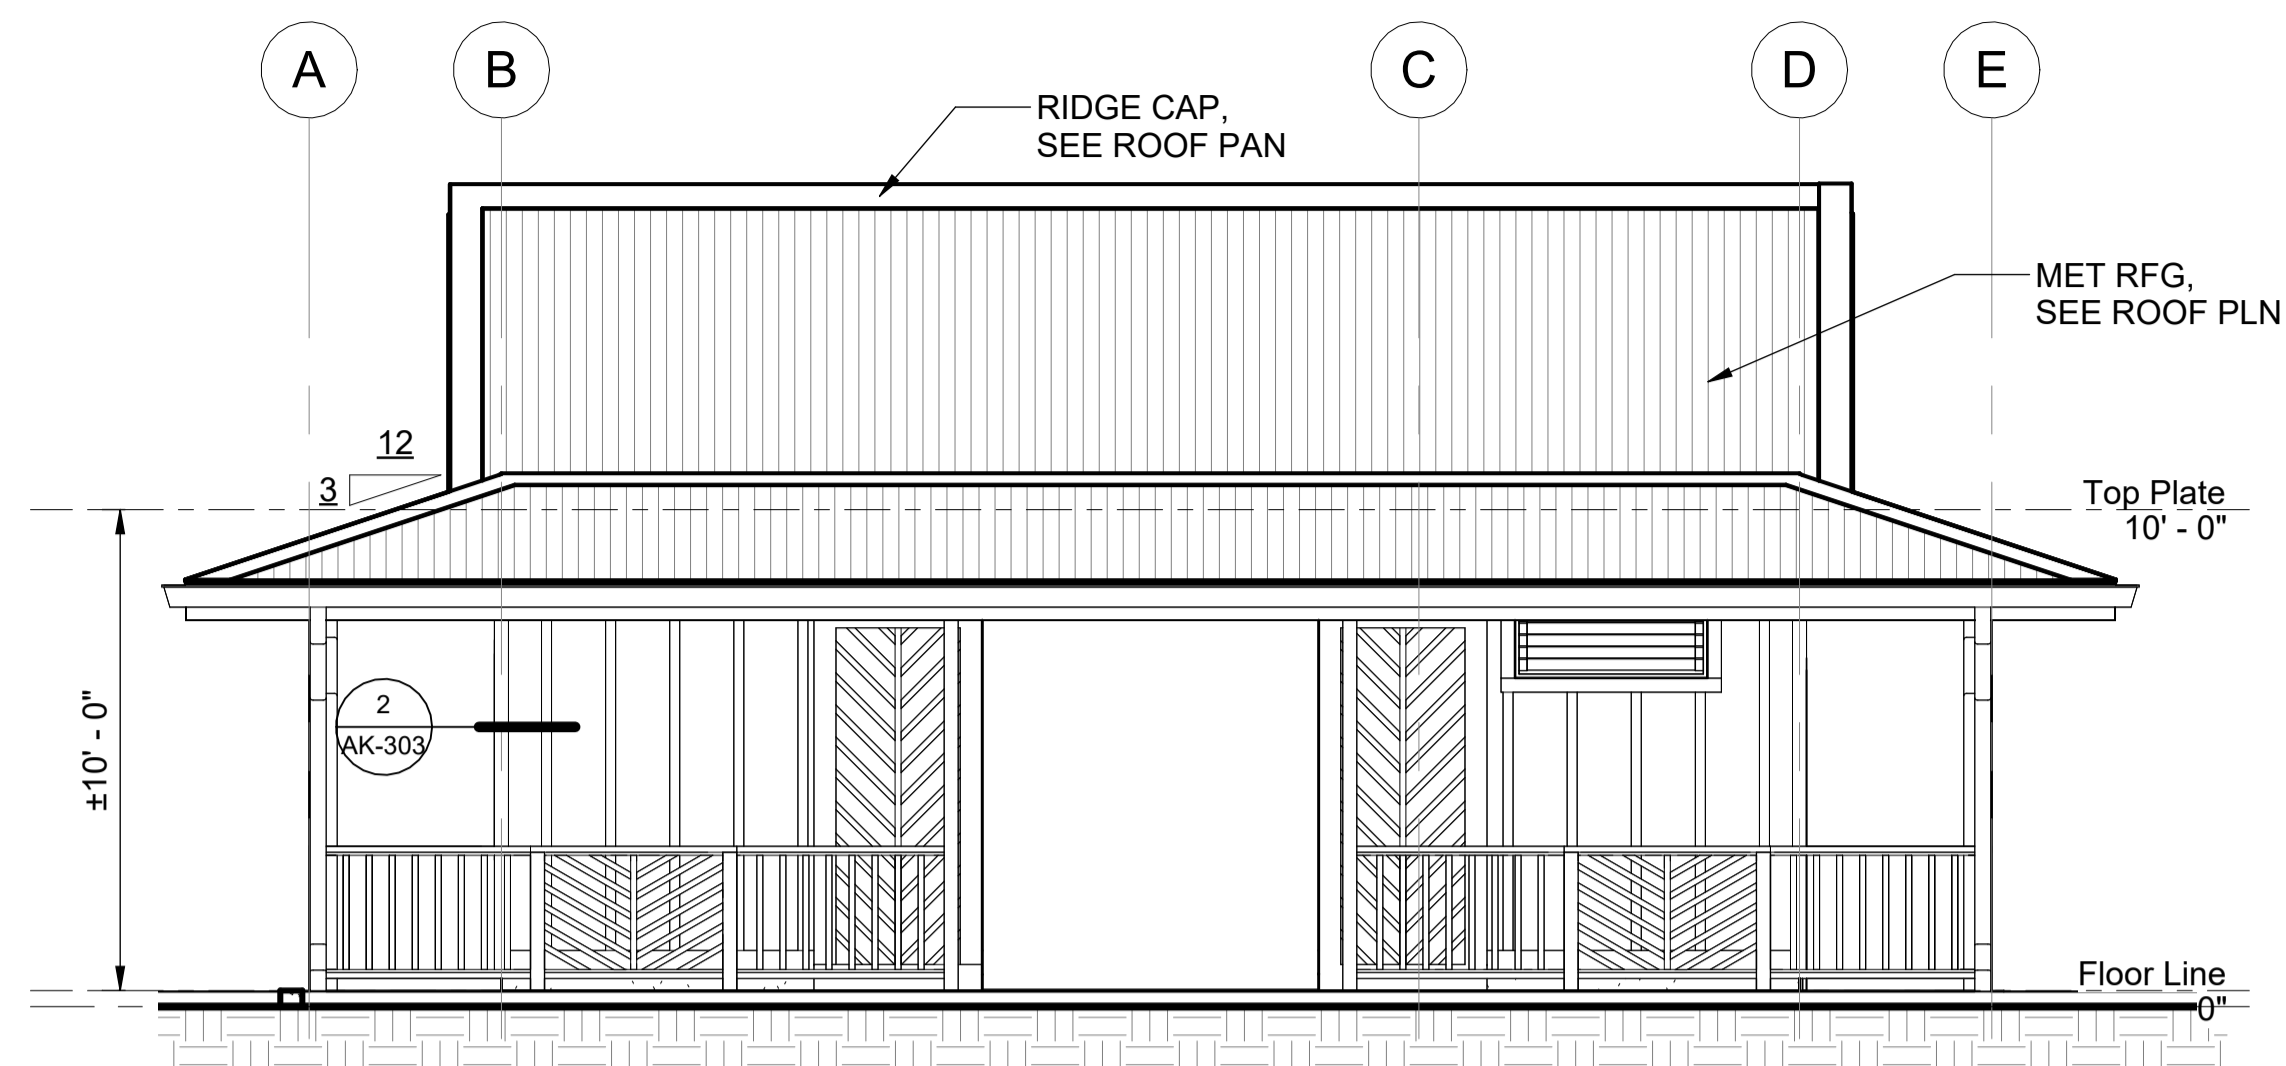 A
B
C
D
E
RIDGE CAP,
SEE ROOF PAN
MET RFG,
SEE ROOF PLN
12
3
Top Plate
10' - 0"
2
AK-303
±10' - 0"
Floor Line
0"